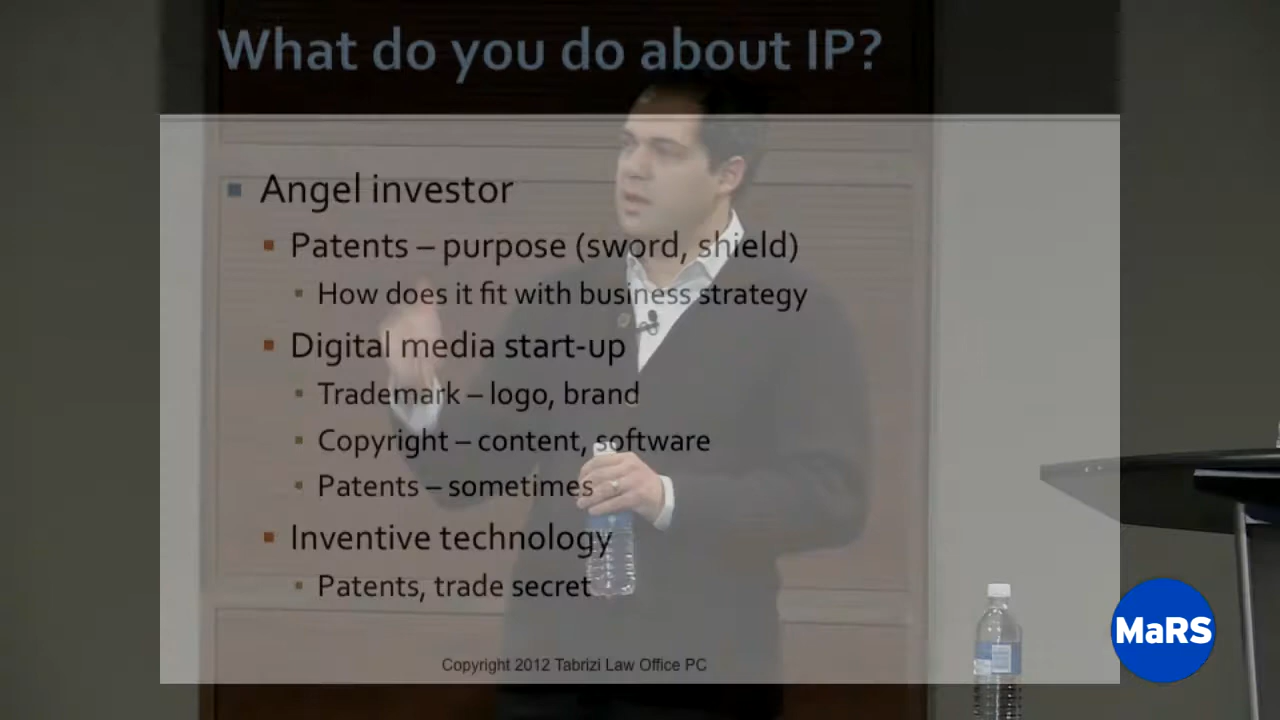 What do you do about IP?
Angel investor
Patents – purpose (sword, shield)
How does it fit with business strategy
Digital media start-up
Trademark – logo, brand
Copyright – content, software
Patents – sometimes
Inventive technology
Patents, trade secret
Copyright 2012 Tabrizi Law Office PC
MaRS